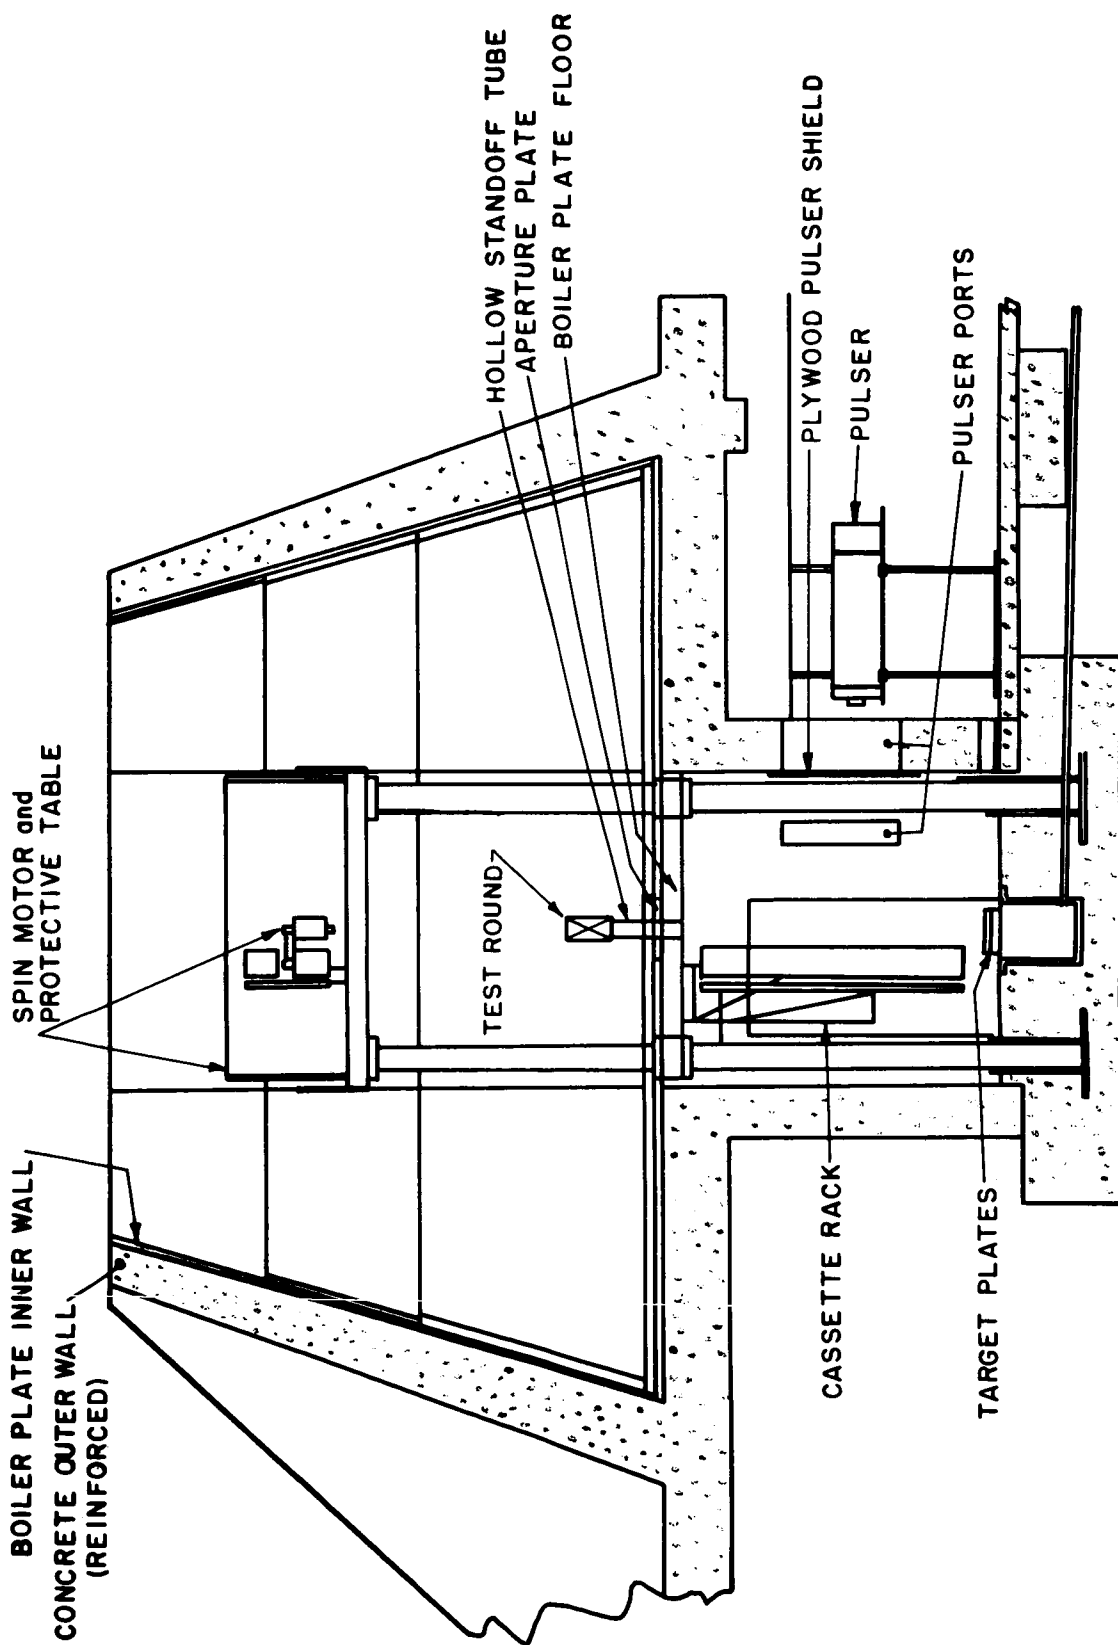 BOILER PLATE INNER WALL
CONCRETE OUTER WALL
(REINFORCED)
SPIN MOTOR and
PROTECTIVE TABLE
TEST ROUND
HOLLOW STANDOFF TUBE
APERTURE PLATE
BOILER PLATE FLOOR
PLYWOOD PULSER SHIELD
PULSER
PULSER PORTS
CASSETTE RACK
TARGET PLATES